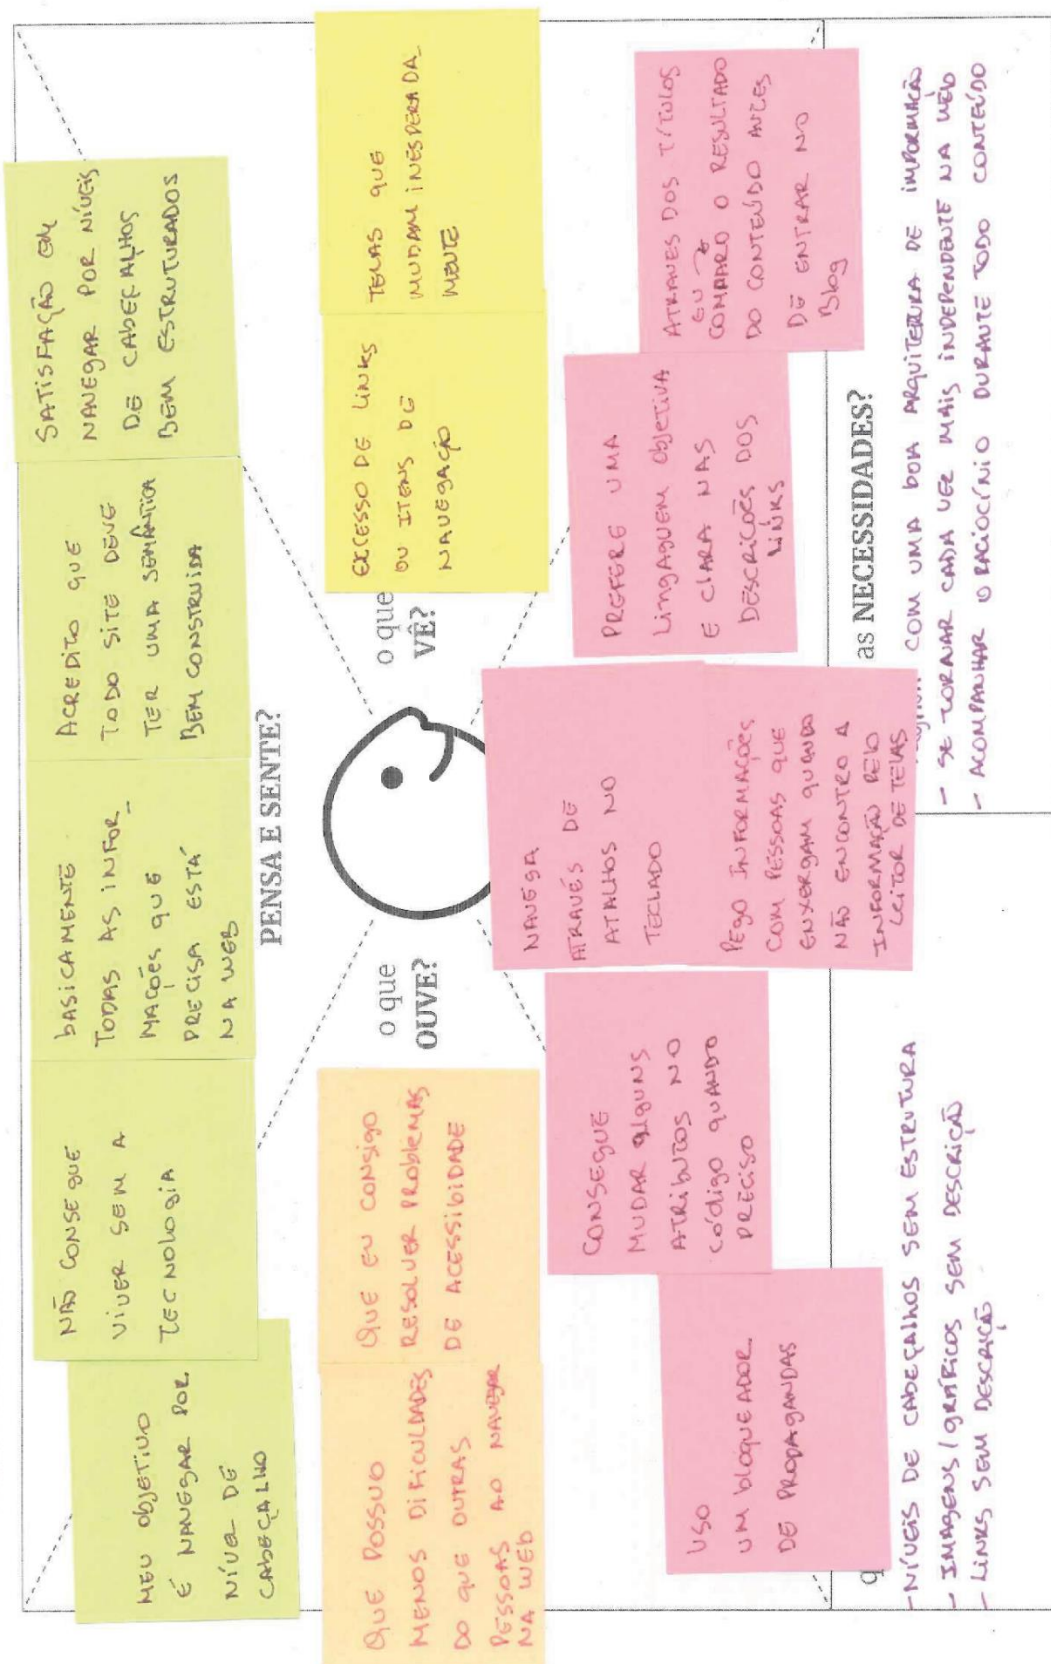 MEU OBJETIVO
É NAVEGAR POR
NÍVEL DE
CABEÇALHO
NÃO CONSEGUE
VIVER SEM A
TECNOLOGIA
BASICAMENTE
TODAS AS INFOR_
MAÇÕES QUE
PRECISA ESTÁ
NA WEB
ACREDITO QUE
TODO SITE DEVE
TER UMA SEMÂNTICA
BEM CONSTRUIDA
SATISFAÇÃO EM
NAVEGAR POR NÍVEIS
DE CABEÇALHOS
BEM ESTRUTURADOS
PENSA E SENTE?
QUE POSSUO
MENOS DIFICULDADES
DO QUE OUTRAS
PESSOAS AO NAVEGAR
NA WEB
QUE EU CONSIGO
RESOLVER PROBLEMAS
DE ACESSIBIDADE
o que
OUVE?
o que
VÊ?
EXCESSO DE LINKS
OU ITENS DE
NAVEGAÇÃO
TELAS QUE
MUDAM INESPERADA_
MENTE
USO
UM BLOQUEADOR
DE PROPAGANDAS
CONSEGUE
MUDAR ALGUNS
ATRIBUTOS NO
CÓDIGO QUANDO
PRECISO
NAVEGA
ATRAVÉS DE
ATALHOS NO
TECLADO
PEGO INFORMAÇÕES
COM PESSOAS QUE
ENXERGAM QUANDO
NÃO ENCONTRO A
INFORMAÇÃO PELO
LEITOR DE TELAS
PREFERE UMA
LINGAGUEM OBJETIVA
E CLARA NAS
DESCRIÇÕES DOS
LINKS
ATRAVES DOS TÍTULOS
EU
COMPARO O RESULTADO
DO CONTEÚDO ANTES
DE ENTRAR NO
Blog
q
- NÍVEIS DE CABEÇALHOS SEM ESTRUTURA
- IMAGENS/GRÁFICOS SEM DESCRIÇÃO
- LINKS SEM DESCRIÇÃO
as NECESSIDADES?
COM UMA BOA ARQUITERURA DE INFORMAÇÃO
- SE TORNAR CADA VEZ MAIS INDEPENDENTE NA WEB
- ACOMPANHAR O RACIOCÍNIO DURANTE TODO CONTEÚDO